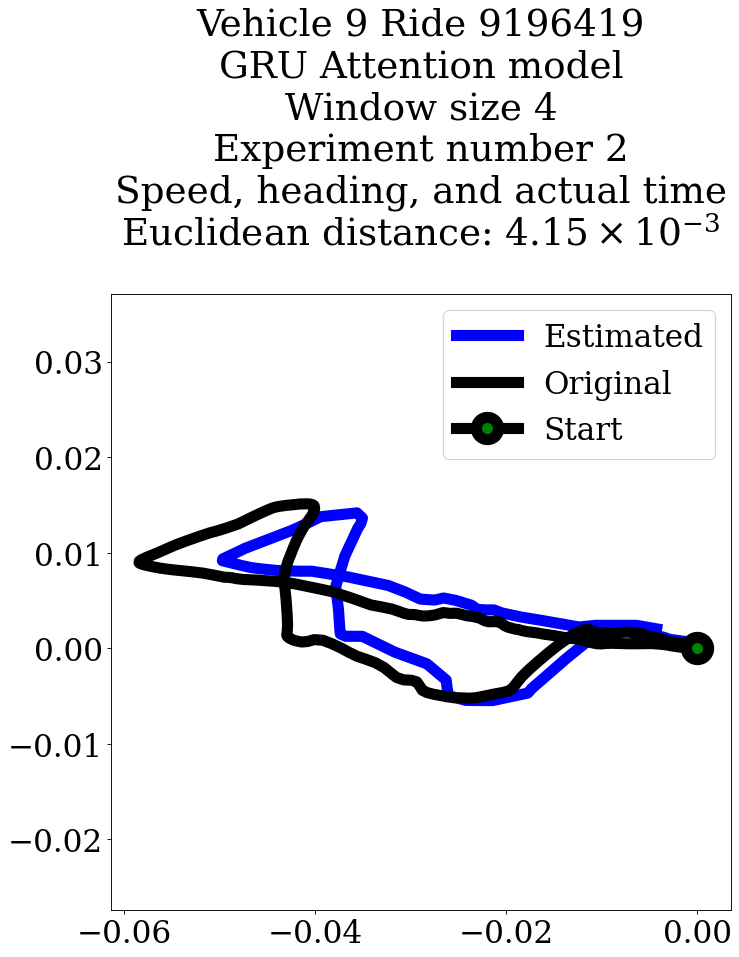 Vehicle 9 Ride 9196419
GRU Attention model
Window size 4
Experiment number 2
Speed, heading, and actual time
Euclidean distance: 4.15 × 10⁻³
Estimated
Original
Start
0.03
0.02
0.01
0.00
−0.01
−0.02
−0.06
−0.04
−0.02
0.00